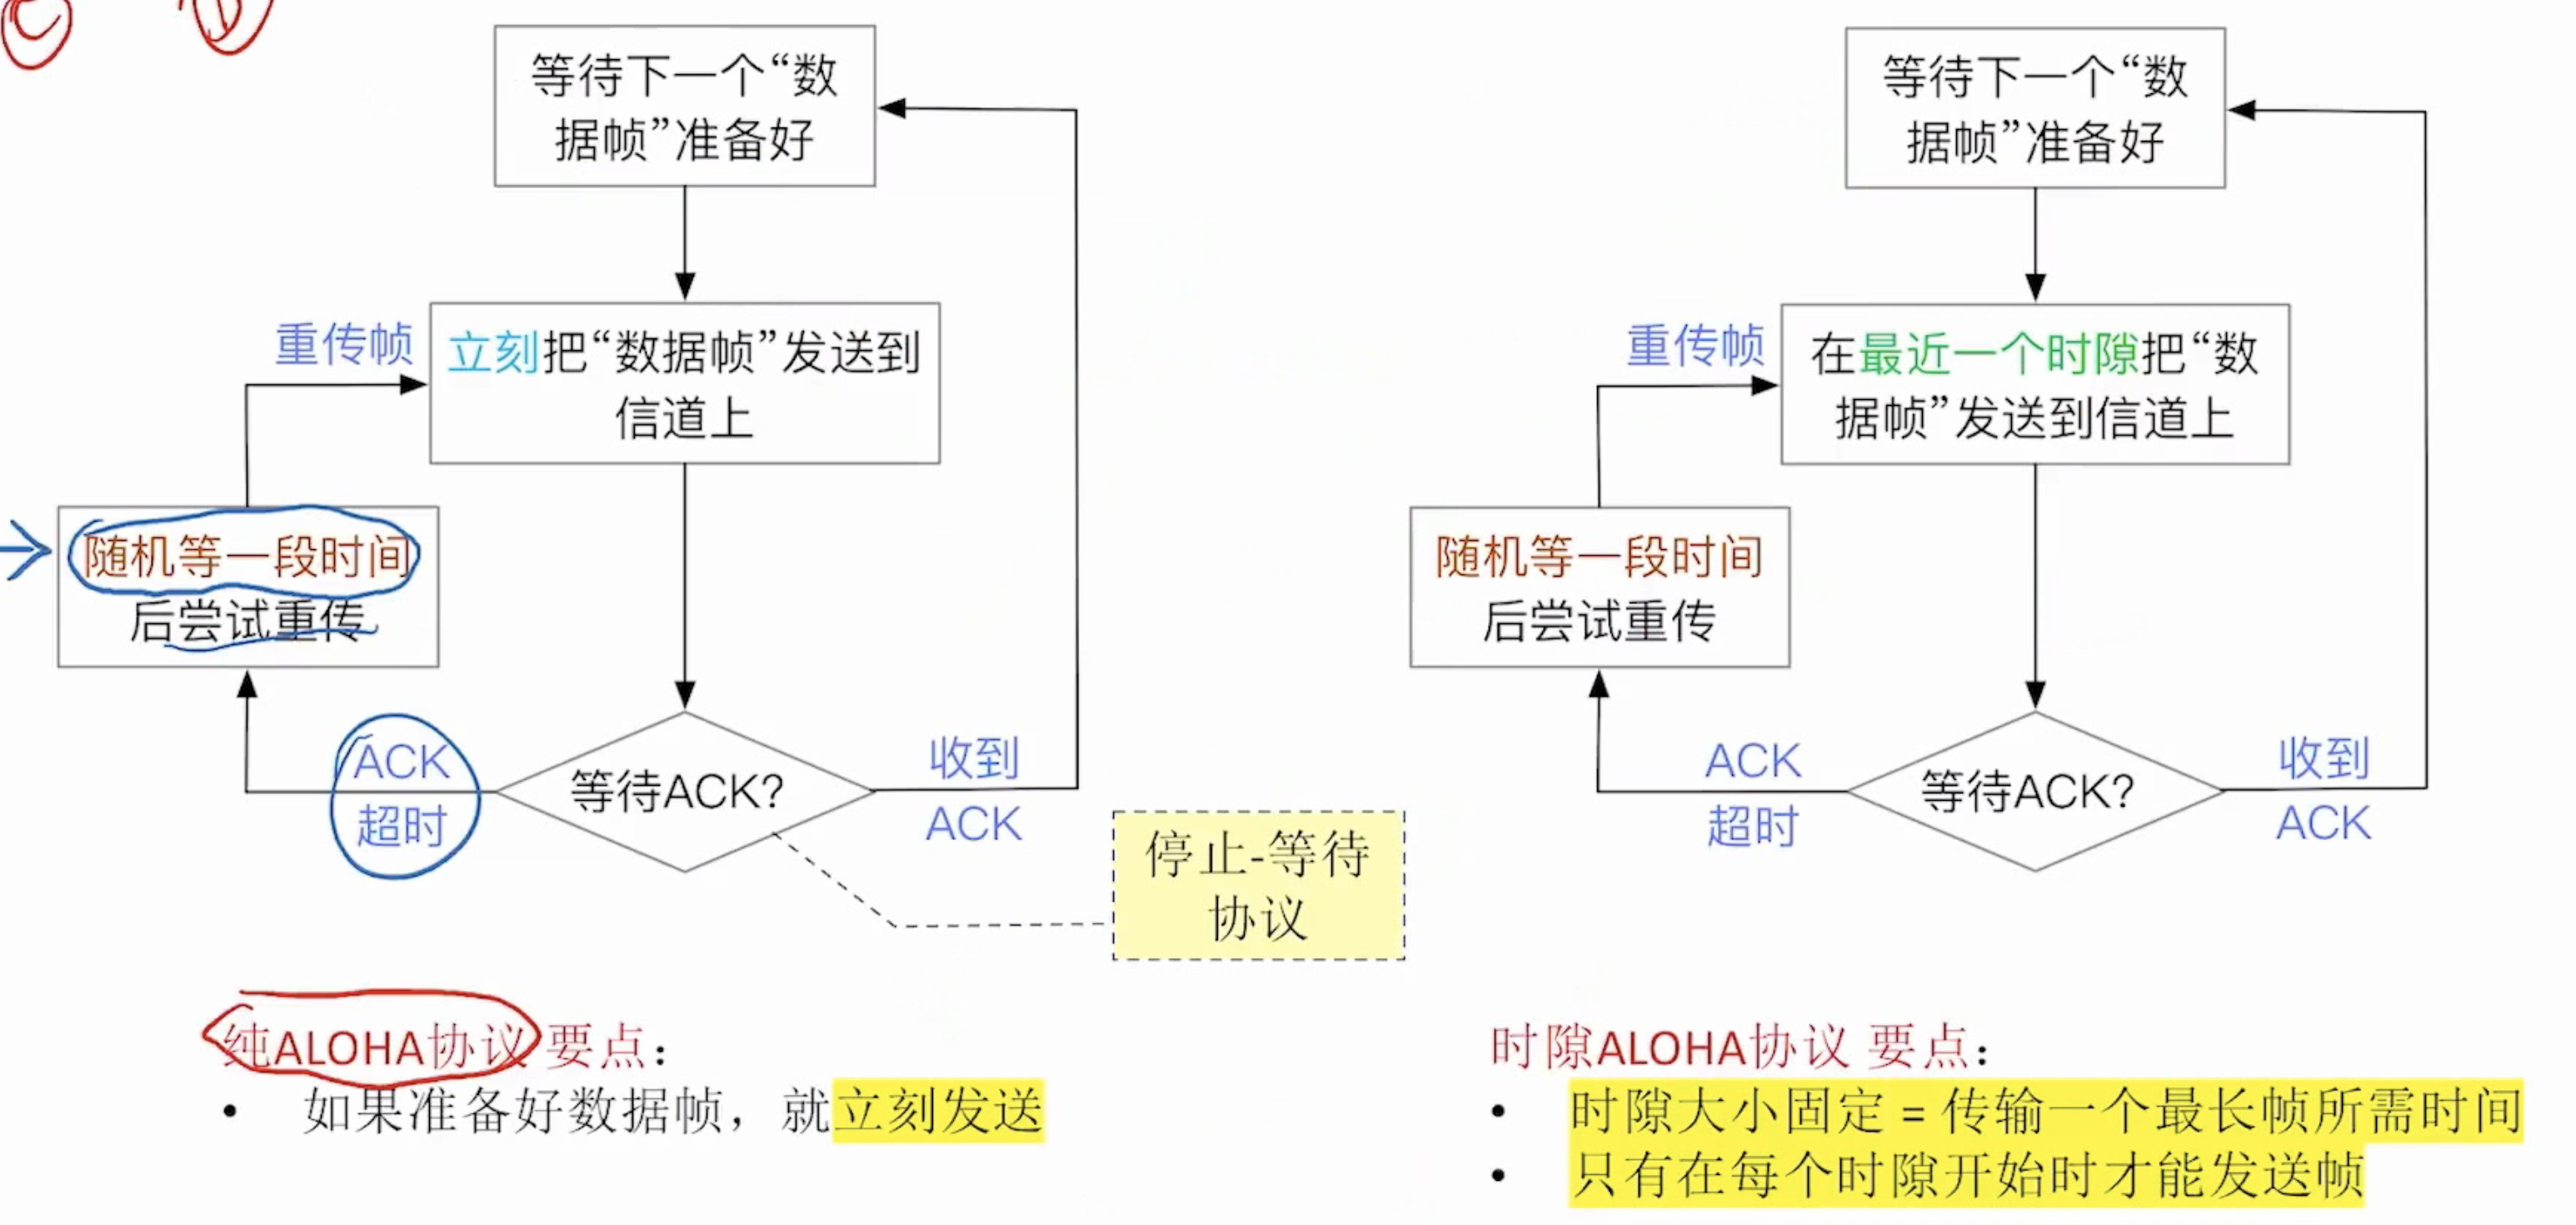 等待下一个“数
据帧”准备好
重传帧
立刻把“数据帧”发送到
信道上
随机等一段时间
后尝试重传
ACK
超时
等待ACK?
收到
ACK
停止-等待
协议
纯ALOHA协议 要点：
• 如果准备好数据帧，就立刻发送
等待下一个“数
据帧”准备好
重传帧
在最近一个时隙把“数
据帧”发送到信道上
随机等一段时间
后尝试重传
ACK
超时
等待ACK?
收到
ACK
时隙ALOHA协议 要点：
• 时隙大小固定 = 传输一个最长帧所需时间
• 只有在每个时隙开始时才能发送帧